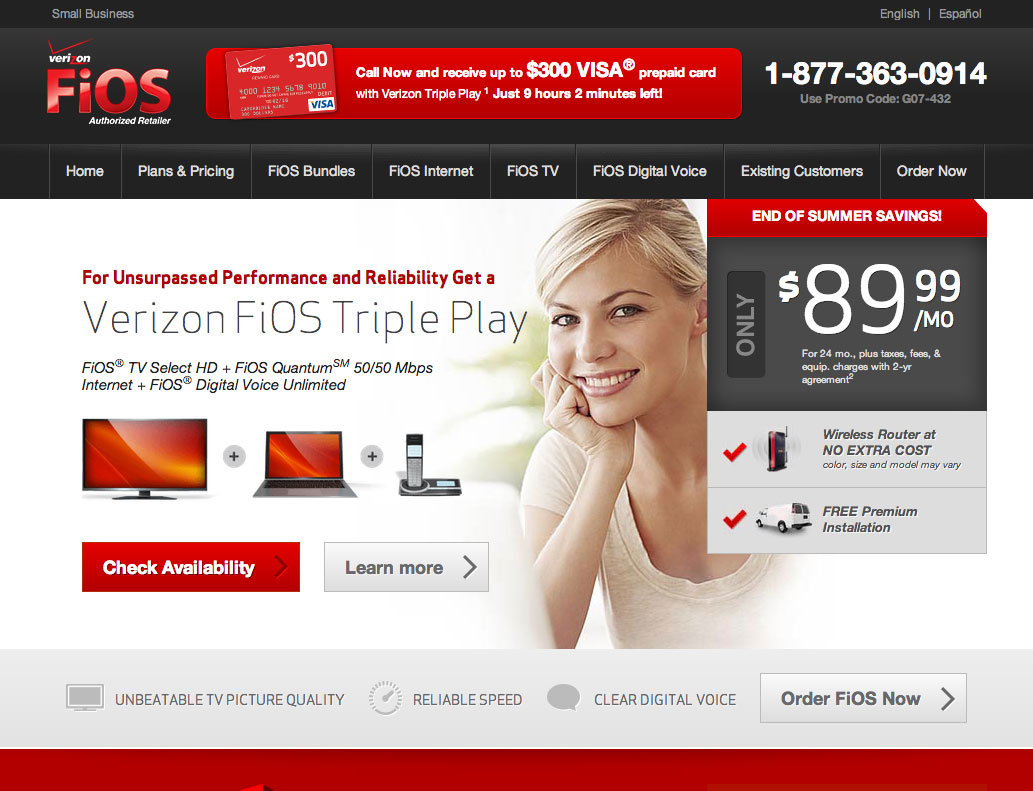 Small Business
English | Español
verizon
FiOS
Authorized Retailer
verizon
$300
4000 1234 5678 9010
DEBIT
VISA
Call Now and receive up to $300 VISA® prepaid card
with Verizon Triple Play 1 Just 9 hours 2 minutes left!
1-877-363-0914
Use Promo Code: G07-432
Home
Plans & Pricing
FiOS Bundles
FiOS Internet
FiOS TV
FiOS Digital Voice
Existing Customers
Order Now
For Unsurpassed Performance and Reliability Get a
Verizon FiOS Triple Play
FiOS® TV Select HD + FiOS QuantumSM 50/50 Mbps
Internet + FiOS® Digital Voice Unlimited
+
+
Check Availability
Learn more
END OF SUMMER SAVINGS!
ONLY
$8999
/MO
For 24 mo., plus taxes, fees, &
equip. charges with 2-yr
agreement2
Wireless Router at
NO EXTRA COST
color, size and model may vary
FREE Premium
Installation
UNBEATABLE TV PICTURE QUALITY
RELIABLE SPEED
CLEAR DIGITAL VOICE
Order FiOS Now